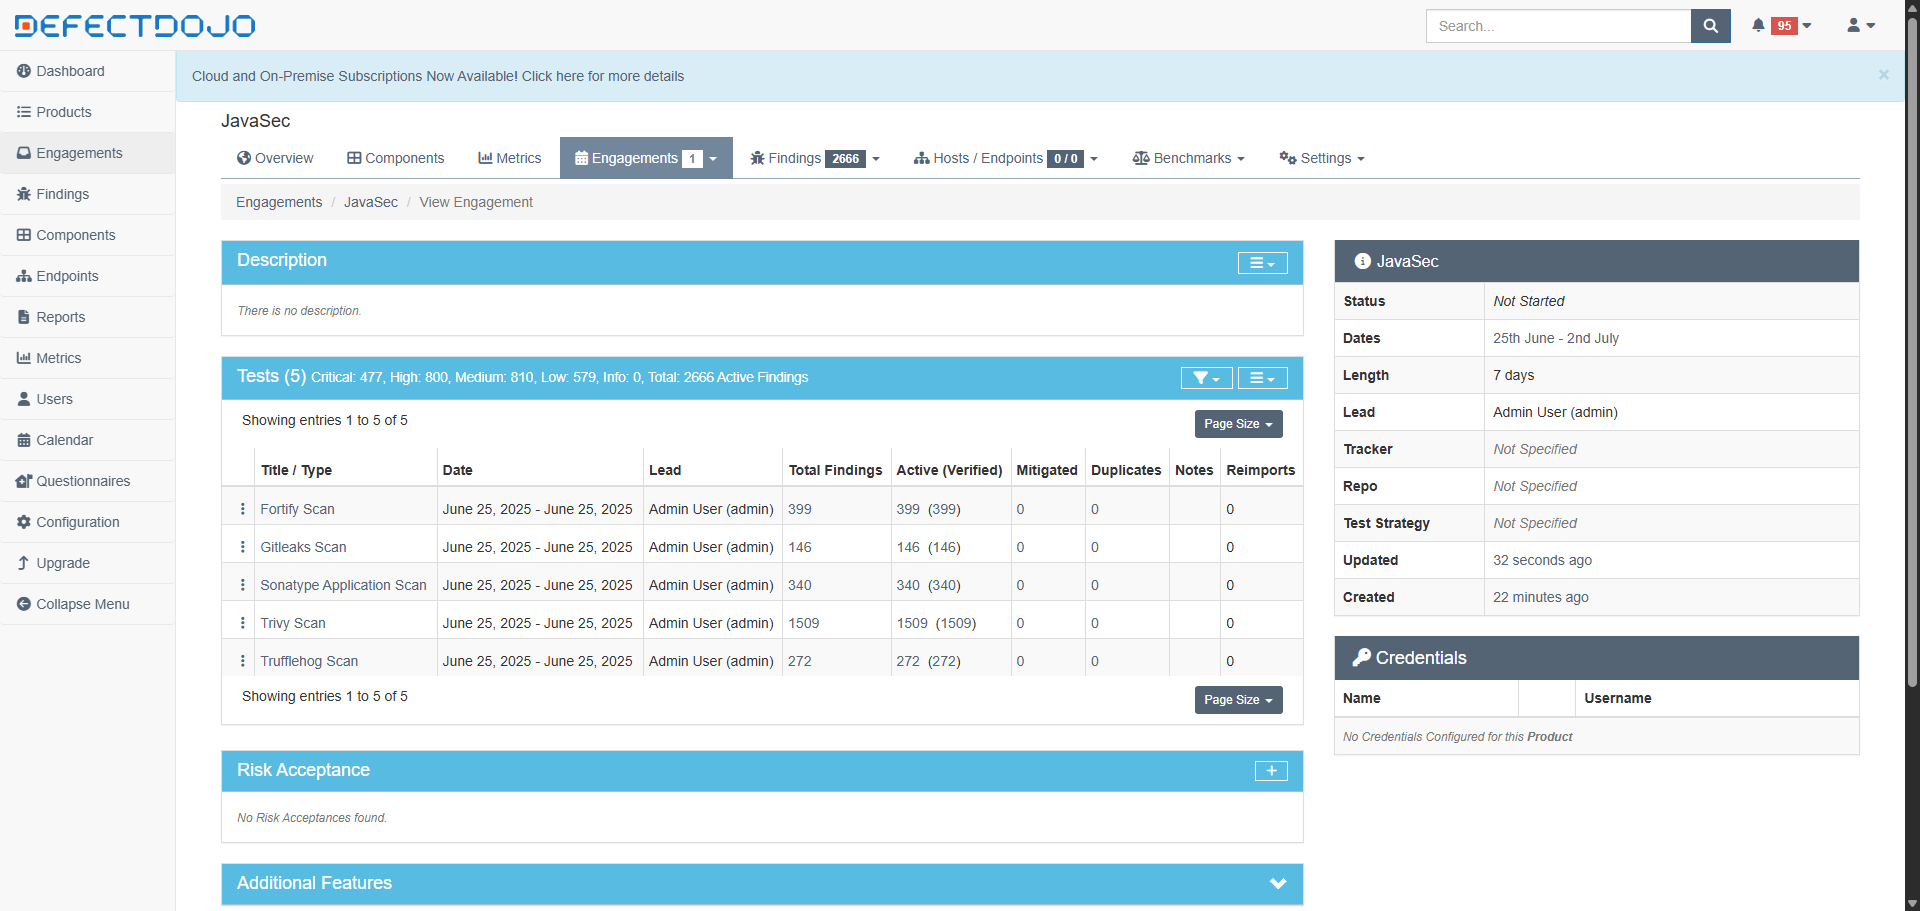 DEFECTDOJO
Search...
95
Dashboard
Products
Engagements
Findings
Components
Endpoints
Reports
Metrics
Users
Calendar
Questionnaires
Configuration
Upgrade
Collapse Menu
Cloud and On-Premise Subscriptions Now Available! Click here for more details
×
JavaSec
Overview Components Metrics Engagements 1 Findings 2666 Hosts / Endpoints 0 / 0 Benchmarks Settings
Engagements / JavaSec / View Engagement
Description
There is no description.
Tests (5) Critical: 477, High: 800, Medium: 810, Low: 579, Info: 0, Total: 2666 Active Findings
Showing entries 1 to 5 of 5
Page Size
Title / Type Date Lead Total Findings Active (Verified) Mitigated Duplicates Notes Reimports
Fortify Scan June 25, 2025 - June 25, 2025 Admin User (admin) 399 399 (399) 0 0 0
Gitleaks Scan June 25, 2025 - June 25, 2025 Admin User (admin) 146 146 (146) 0 0 0
Sonatype Application Scan June 25, 2025 - June 25, 2025 Admin User (admin) 340 340 (340) 0 0 0
Trivy Scan June 25, 2025 - June 25, 2025 Admin User (admin) 1509 1509 (1509) 0 0 0
Trufflehog Scan June 25, 2025 - June 25, 2025 Admin User (admin) 272 272 (272) 0 0 0
Showing entries 1 to 5 of 5
Page Size
Risk Acceptance
No Risk Acceptances found.
Additional Features
JavaSec
Status Not Started
Dates 25th June - 2nd July
Length 7 days
Lead Admin User (admin)
Tracker Not Specified
Repo Not Specified
Test Strategy Not Specified
Updated 32 seconds ago
Created 22 minutes ago
Credentials
Name Username
No Credentials Configured for this Product